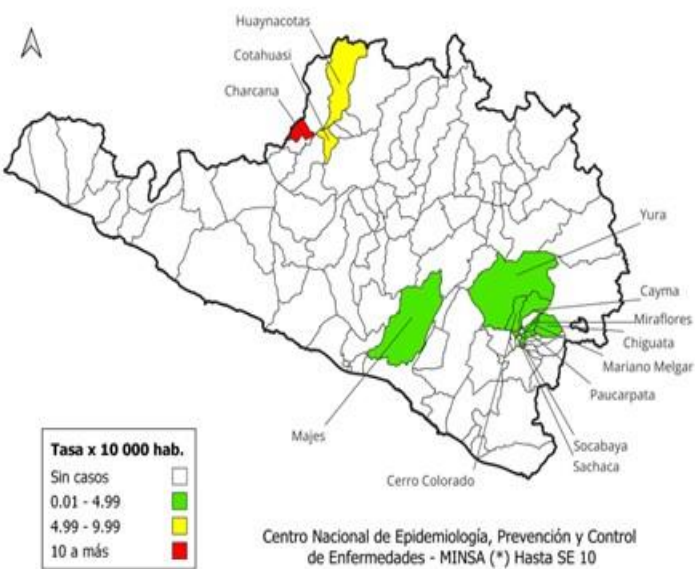 Huaynacotas
Cotahuasi
Charcana
Yura
Cayma
Miraflores
Chiguata
Mariano Melgar
Paucarpata
Majes
Socabaya
Sachaca
Cerro Colorado
Tasa x 10 000 hab.
Sin casos
0.01 - 4.99
4.99 - 9.99
10 a más
Centro Nacional de Epidemiología, Prevención y Control
de Enfermedades - MINSA (*) Hasta SE 10